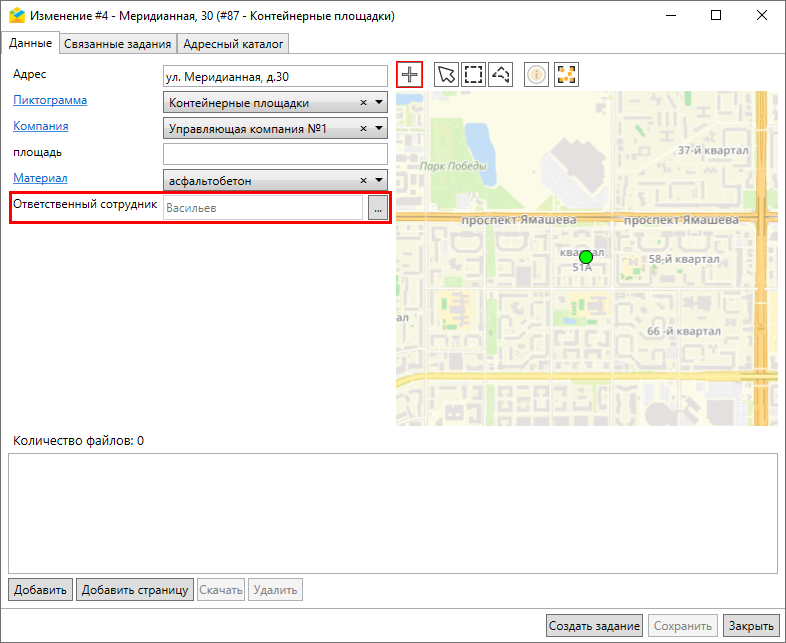 Изменение #4 - Меридианная, 30 (#87 - Контейнерные площадки)
Данные Связанные задания Адресный каталог
Адрес ул. Меридианная, д.30
Пиктограмма Контейнерные площадки
Компания Управляющая компания №1
площадь
Материал асфальтобетон
Ответственный сотрудник Васильев ...
37-й квартал
Парк Победы
проспект Ямашева проспект Ямашева
квартал
51А
58-й квартал
ал
66 -й квартал
Количество файлов: 0
Добавить Добавить страницу Скачать Удалить
Создать задание Сохранить Закрыть